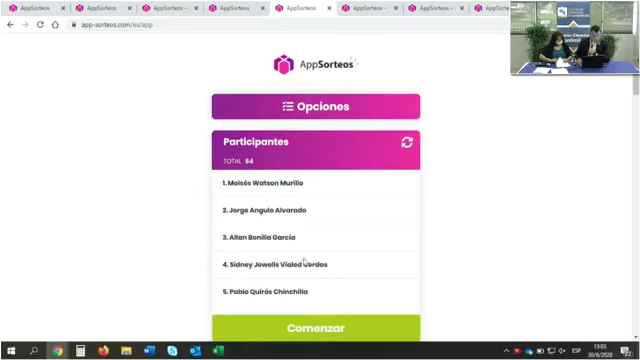 AppSorteos
AppSorteos
AppSorteos -
AppSorteos
AppSorteos
AppSorteos -
AppSorteos -
AppSorteos
app-sorteos.com/es/app
AppSorteos
Opciones
Participantes
TOTAL 54
1. Moisés Watson Murillo
2. Jorge Angulo Alvarado
3. Allan Bonilla García
4. Sidney Jewells Vialed Cerdas
5. Pablo Quirós Chinchilla
Comenzar
ESP
13:03
30/6/2020